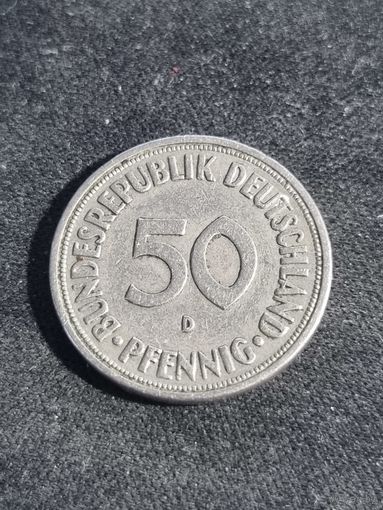 BUNDESREPUBLIK DEUTSCHLAND
50
D
· PFENNIG ·